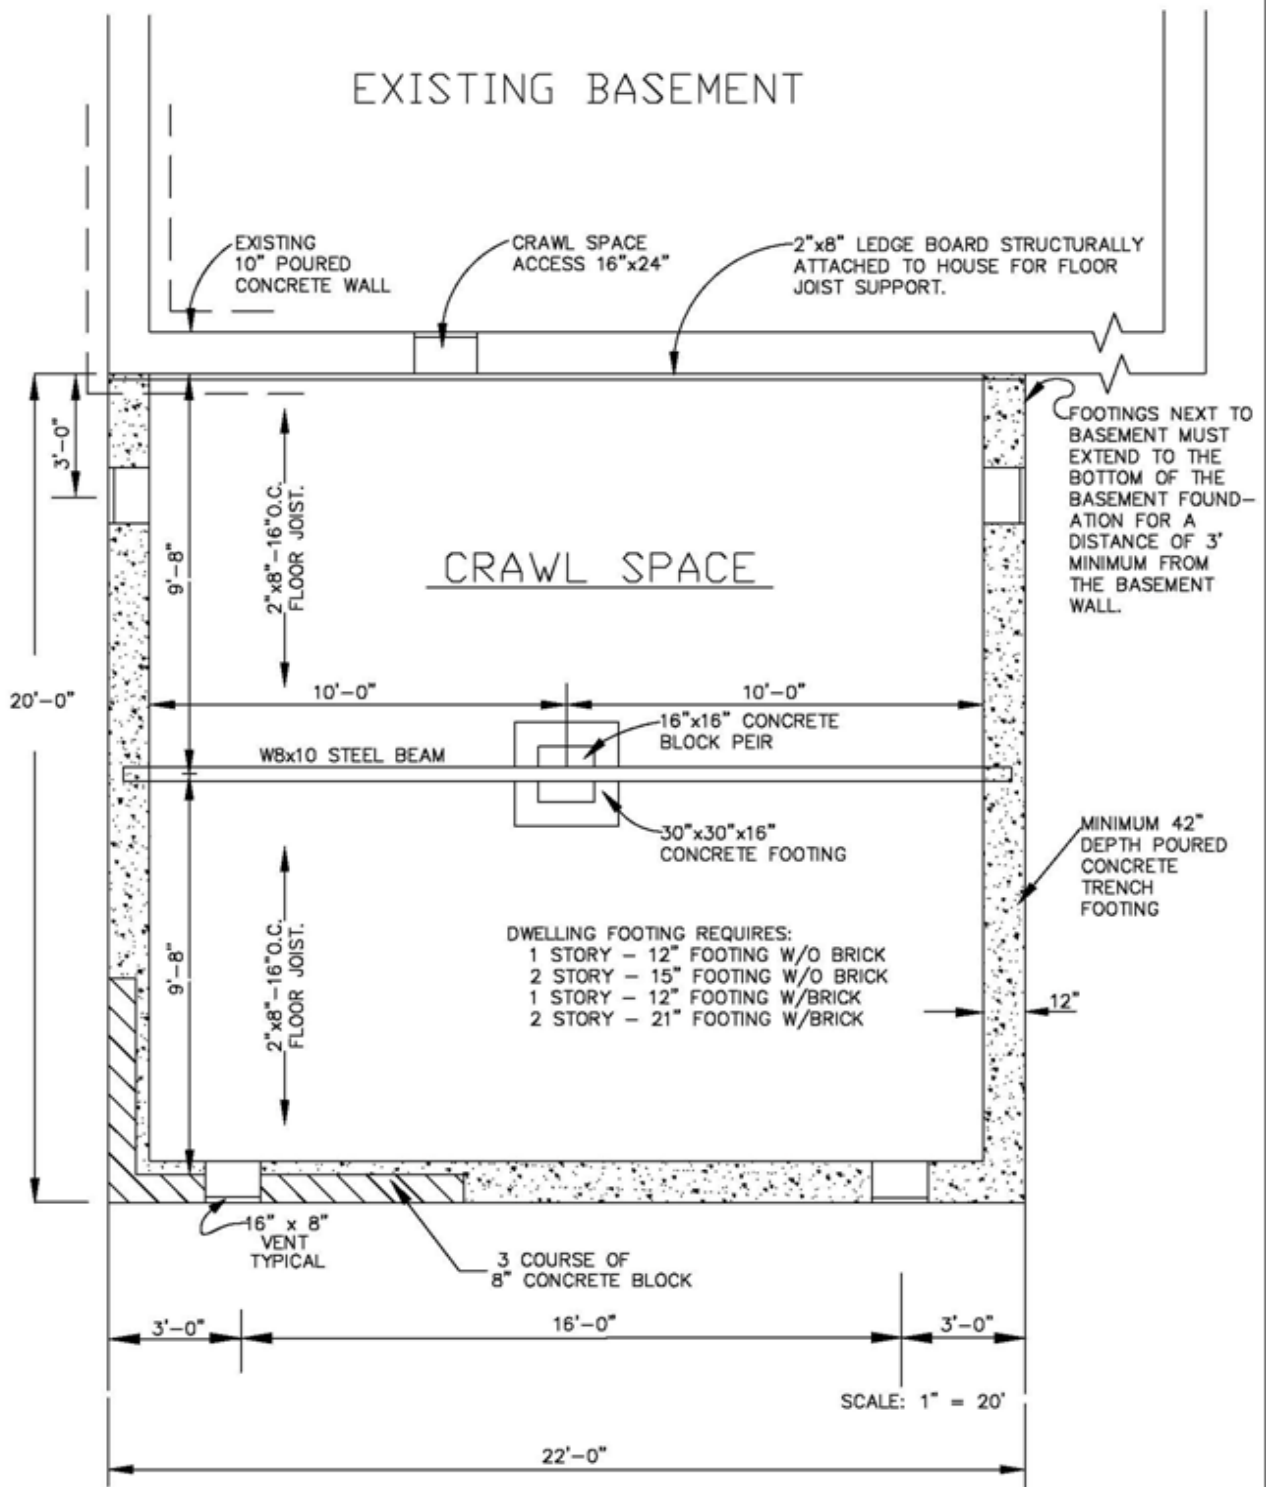 EXISTING BASEMENT
EXISTING
10" POURED
CONCRETE WALL
CRAWL SPACE
ACCESS 16"x24"
2"x8" LEDGE BOARD STRUCTURALLY
ATTACHED TO HOUSE FOR FLOOR
JOIST SUPPORT.
3'-0"
9'-8"
2"x8"-16"O.C.
FLOOR JOIST.
FOOTINGS NEXT TO
BASEMENT MUST
EXTEND TO THE
BOTTOM OF THE
BASEMENT FOUND-
ATION FOR A
DISTANCE OF 3'
MINIMUM FROM
THE BASEMENT
WALL.
CRAWL SPACE
20'-0"
10'-0"
10'-0"
16"x16" CONCRETE
BLOCK PEIR
W8x10 STEEL BEAM
30"x30"x16"
CONCRETE FOOTING
MINIMUM 42"
DEPTH POURED
CONCRETE
TRENCH
FOOTING
9'-8"
2"x8"-16"O.C.
FLOOR JOIST.
DWELLING FOOTING REQUIRES:
1 STORY - 12" FOOTING W/O BRICK
2 STORY - 15" FOOTING W/O BRICK
1 STORY - 12" FOOTING W/BRICK
2 STORY - 21" FOOTING W/BRICK
12"
16" x 8"
VENT
TYPICAL
3 COURSE OF
8" CONCRETE BLOCK
3'-0"
16'-0"
3'-0"
SCALE: 1" = 20'
22'-0"